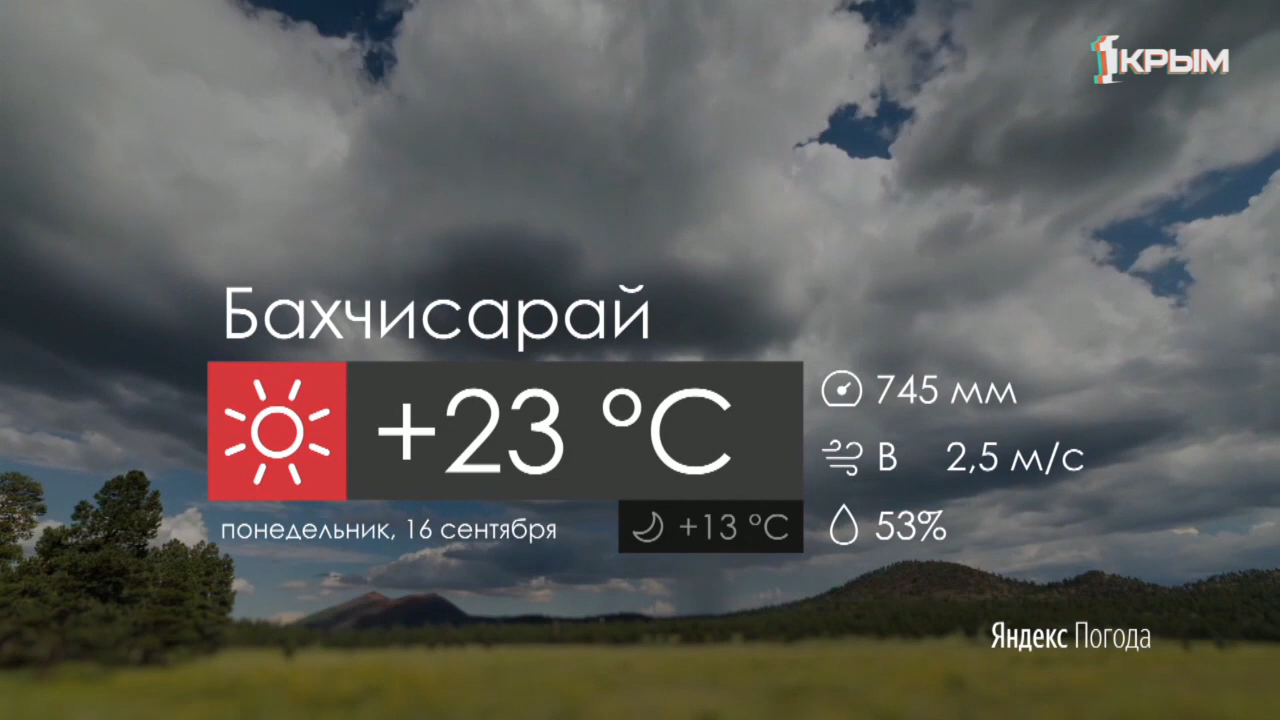 1КРЫМ
Бахчисарай
+23 °C
745 мм
В 2,5 м/с
понедельник, 16 сентября
+13 °C
53%
Яндекс Погода